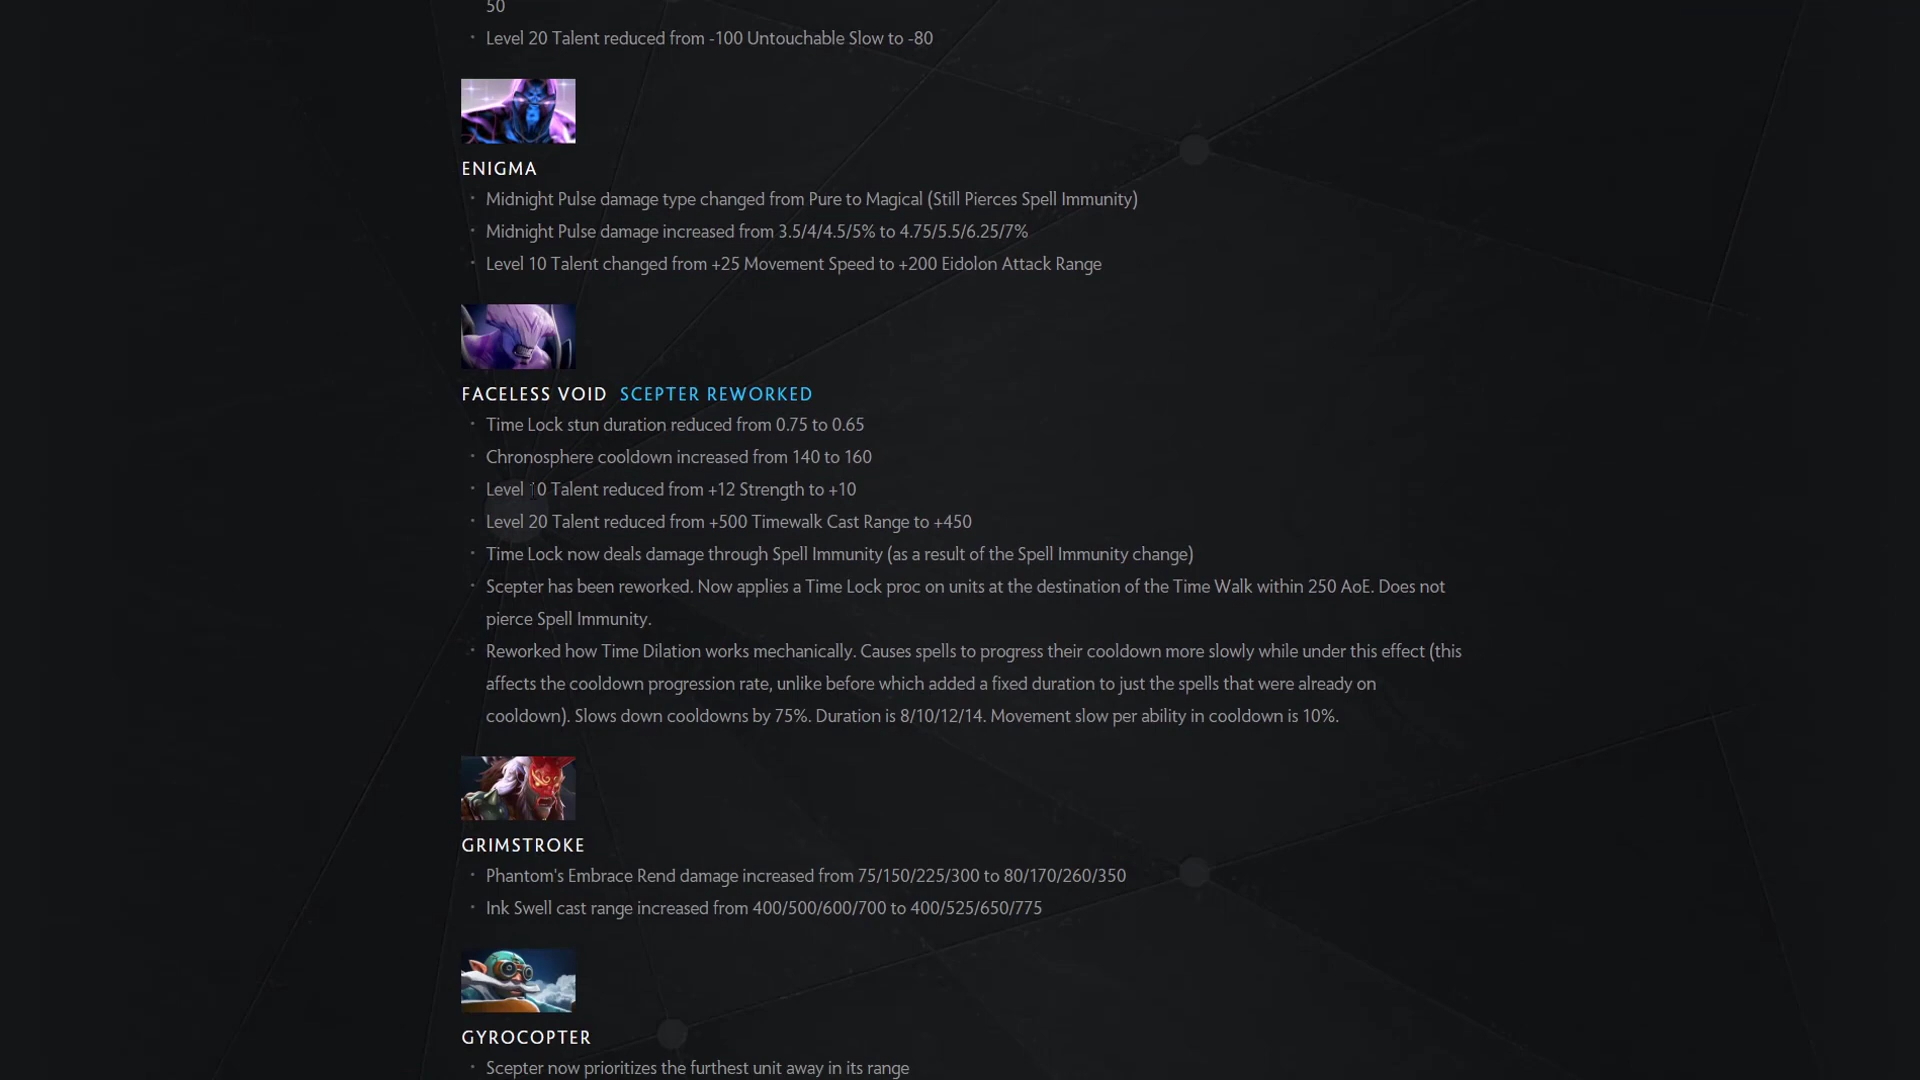 50
· Level 20 Talent reduced from -100 Untouchable Slow to -80
ENIGMA
· Midnight Pulse damage type changed from Pure to Magical (Still Pierces Spell Immunity)
· Midnight Pulse damage increased from 3.5/4/4.5/5% to 4.75/5.5/6.25/7%
· Level 10 Talent changed from +25 Movement Speed to +200 Eidolon Attack Range
FACELESS VOID SCEPTER REWORKED
· Time Lock stun duration reduced from 0.75 to 0.65
· Chronosphere cooldown increased from 140 to 160
· Level 10 Talent reduced from +12 Strength to +10
· Level 20 Talent reduced from +500 Timewalk Cast Range to +450
· Time Lock now deals damage through Spell Immunity (as a result of the Spell Immunity change)
· Scepter has been reworked. Now applies a Time Lock proc on units at the destination of the Time Walk within 250 AoE. Does not
pierce Spell Immunity.
· Reworked how Time Dilation works mechanically. Causes spells to progress their cooldown more slowly while under this effect (this
affects the cooldown progression rate, unlike before which added a fixed duration to just the spells that were already on
cooldown). Slows down cooldowns by 75%. Duration is 8/10/12/14. Movement slow per ability in cooldown is 10%.
GRIMSTROKE
· Phantom's Embrace Rend damage increased from 75/150/225/300 to 80/170/260/350
· Ink Swell cast range increased from 400/500/600/700 to 400/525/650/775
GYROCOPTER
· Scepter now prioritizes the furthest unit away in its range